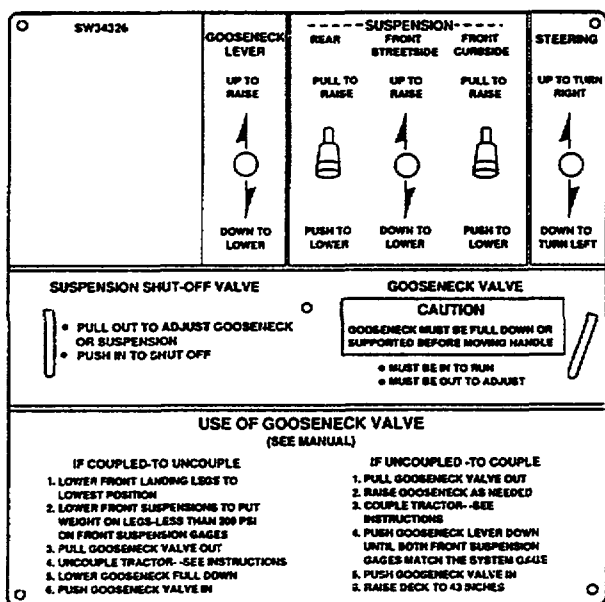 SW34326
GOOSENECK
LEVER
UP TO
RAISE
DOWN TO
LOWER
SUSPENSION
REAR
PULL TO
RAISE
PUSH TO
LOWER
FRONT
STREETSIDE
UP TO
RAISE
DOWN TO
LOWER
FRONT
CURBSIDE
PULL TO
RAISE
PUSH TO
LOWER
STEERING
UP TO TURN
RIGHT
DOWN TO
TURN LEFT
SUSPENSION SHUT-OFF VALVE
• PULL OUT TO ADJUST GOOSENECK
OR SUSPENSION
• PUSH IN TO SHUT OFF
GOOSENECK VALVE
CAUTION
GOOSENECK MUST BE FULL DOWN OR
SUPPORTED BEFORE MOVING HANDLE
• MUST BE IN TO RUN
• MUST BE OUT TO ADJUST
USE OF GOOSENECK VALVE
(SEE MANUAL)
IF COUPLED-TO UNCOUPLE
1. LOWER FRONT LANDING LEGS TO
LOWEST POSITION
2. LOWER FRONT SUSPENSIONS TO PUT
WEIGHT ON LEGS-LESS THAN 200 PSI
ON FRONT SUSPENSION GAGES
3. PULL GOOSENECK VALVE OUT
4. UNCOUPLE TRACTOR--SEE INSTRUCTIONS
5. LOWER GOOSENECK FULL DOWN
6. PUSH GOOSENECK VALVE IN
IF UNCOUPLED -TO COUPLE
1. PULL GOOSENECK VALVE OUT
2. RAISE GOOSENECK AS NEEDED
3. COUPLE TRACTOR--SEE
INSTRUCTIONS
4. PUSH GOOSENECK LEVER DOWN
UNTIL BOTH FRONT SUSPENSION
GAGES MATCH THE SYSTEM GAGE
5. PUSH GOOSENECK VALVE IN
6. RAISE DECK TO 43 INCHES